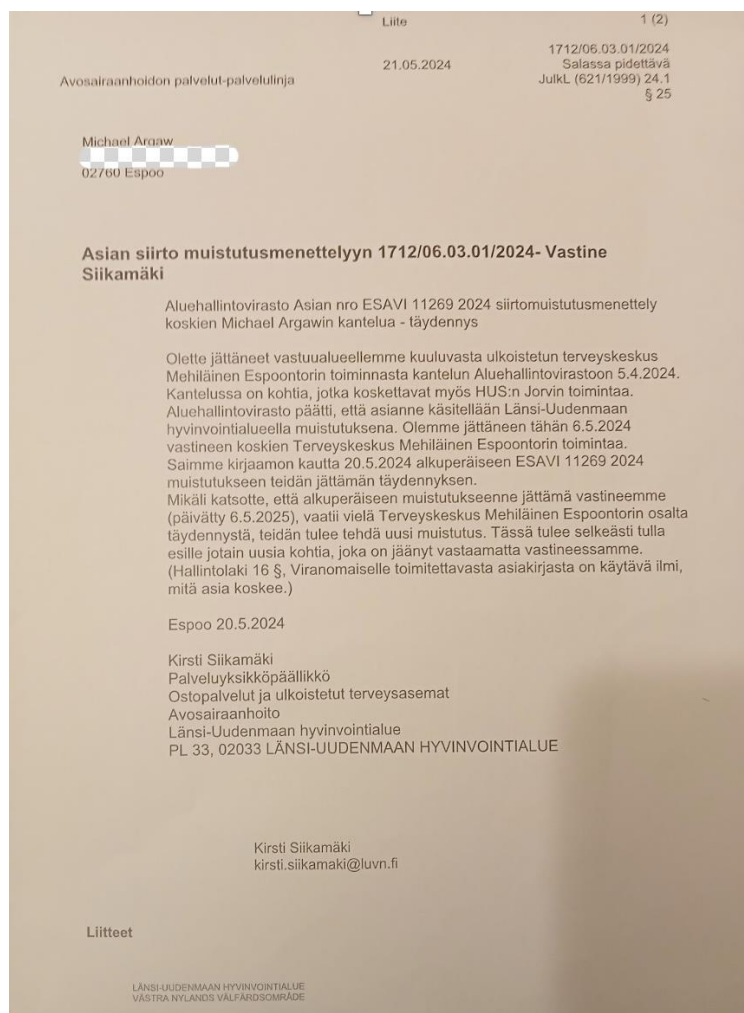 Liite
1 (2)
1712/06.03.01/2024
21.05.2024
Salassa pidettävä
Avosairaanhoidon palvelut-palvelulinja
JulkL (621/1999) 24.1
§ 25
Michael Argaw
02760 Espoo
Asian siirto muistutusmenettelyyn 1712/06.03.01/2024- Vastine
Siikamäki
Aluehallintovirasto Asian nro ESAVI 11269 2024 siirtomuistutusmenettely
koskien Michael Argawin kantelua - täydennys
Olette jättäneet vastuualueellemme kuuluvasta ulkoistetun terveyskeskus
Mehiläinen Espoontorin toiminnasta kantelun Aluehallintovirastoon 5.4.2024.
Kantelussa on kohtia, jotka koskettavat myös HUS:n Jorvin toimintaa.
Aluehallintovirasto päätti, että asianne käsitellään Länsi-Uudenmaan
hyvinvointialueella muistutuksena. Olemme jättäneen tähän 6.5.2024
vastineen koskien Terveyskeskus Mehiläinen Espoontorin toimintaa.
Saimme kirjaamon kautta 20.5.2024 alkuperäiseen ESAVI 11269 2024
muistutukseen teidän jättämän täydennyksen.
Mikäli katsotte, että alkuperäiseen muistutukseenne jättämä vastineemme
(päivätty 6.5.2025), vaatii vielä Terveyskeskus Mehiläinen Espoontorin osalta
täydennystä, teidän tulee tehdä uusi muistutus. Tässä tulee selkeästi tulla
esille jotain uusia kohtia, joka on jäänyt vastaamatta vastineessamme.
(Hallintolaki 16 §, Viranomaiselle toimitettavasta asiakirjasta on käytävä ilmi,
mitä asia koskee.)
Espoo 20.5.2024
Kirsti Siikamäki
Palveluyksikköpäällikkö
Ostopalvelut ja ulkoistetut terveysasemat
Avosairaanhoito
Länsi-Uudenmaan hyvinvointialue
PL 33, 02033 LÄNSI-UUDENMAAN HYVINVOINTIALUE
Kirsti Siikamäki
kirsti.siikamaki@luvn.fi
Liitteet
LÄNSI-UUDENMAAN HYVINVOINTIALUE
VÄSTRA NYLANDS VÄLFÄRDSOMRÅDE